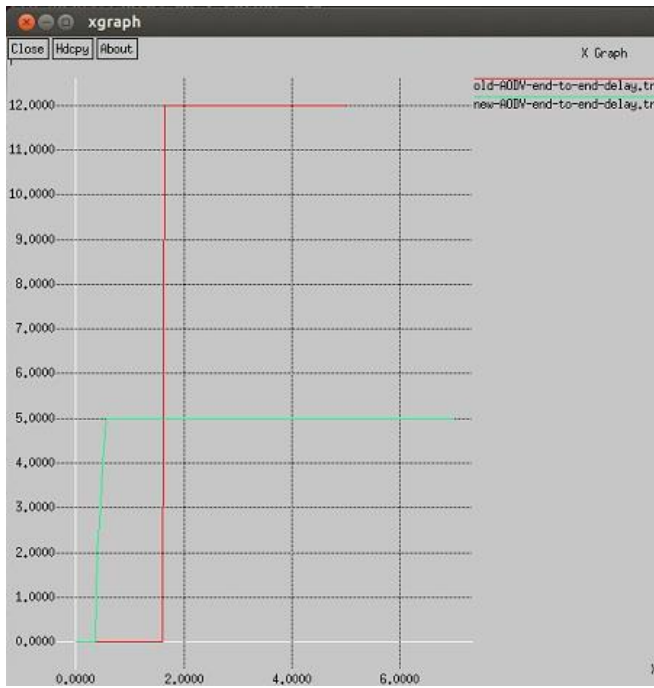 xgraph
Close Hdcpy About
X Graph
old-AODV-end-to-end-delay.tr
new-AODV-end-to-end-delay.tr
12.0000
11.0000
10.0000
9.0000
8.0000
7.0000
6.0000
5.0000
4.0000
3.0000
2.0000
1.0000
0.0000
0.0000 2.0000 4.0000 6.0000